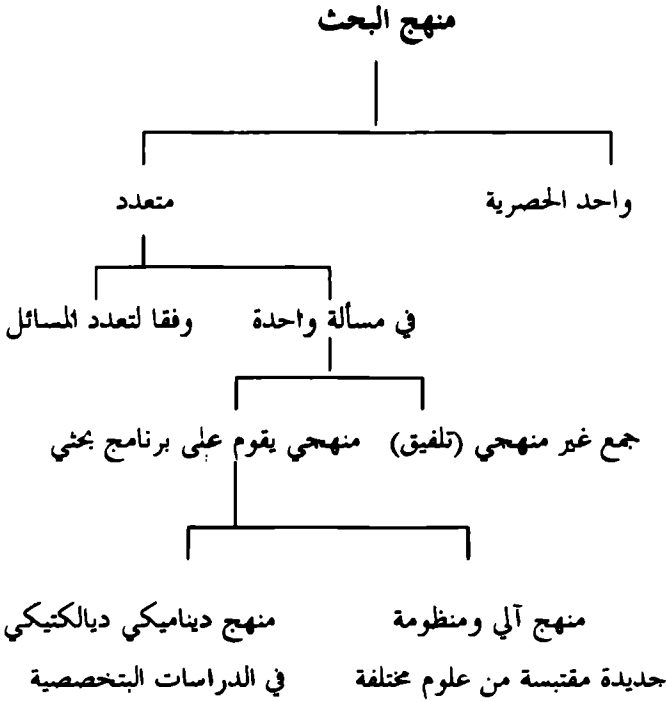 منهج البحث
واحد الحصرية
متعدد
في مسألة واحدة
وفقا لتعدد المسائل
جمع غير منهجي (تلفيق)
منهجي يقوم على برنامج بحثي
منهج آلي ومنظومة
جديدة مقتبسة من علوم مختلفة
منهج ديناميكي ديالكتيكي
في الدراسات البتخصصية